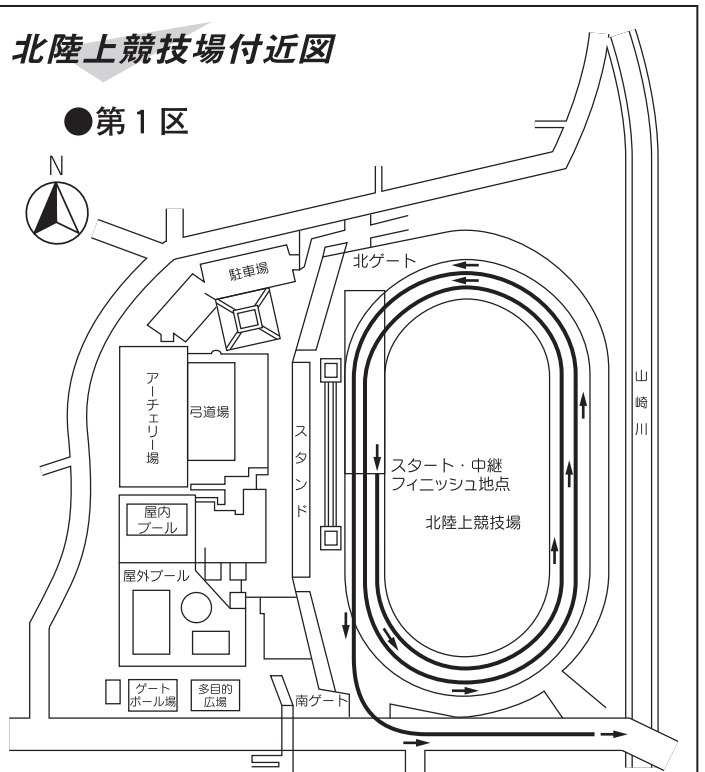 北陸上競技場付近図
●第1区
N
駐車場
北ゲート
アーチェリー場
弓道場
スタンド
山崎川
スタート・中継
フィニッシュ地点
北陸上競技場
屋内
プール
屋外プール
ゲート
ボール場
多目的
広場
南ゲート